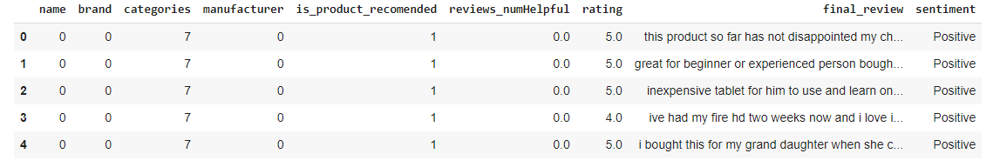 name brand categories manufacturer is_product_recomended reviews_numHelpful rating final_review sentiment
0 0 0 7 0 1 0.0 5.0 this product so far has not disappointed my ch... Positive
1 0 0 7 0 1 0.0 5.0 great for beginner or experienced person bough... Positive
2 0 0 7 0 1 0.0 5.0 inexpensive tablet for him to use and learn on... Positive
3 0 0 7 0 1 0.0 4.0 ive had my fire hd two weeks now and i love i... Positive
4 0 0 7 0 1 0.0 5.0 i bought this for my grand daughter when she c... Positive